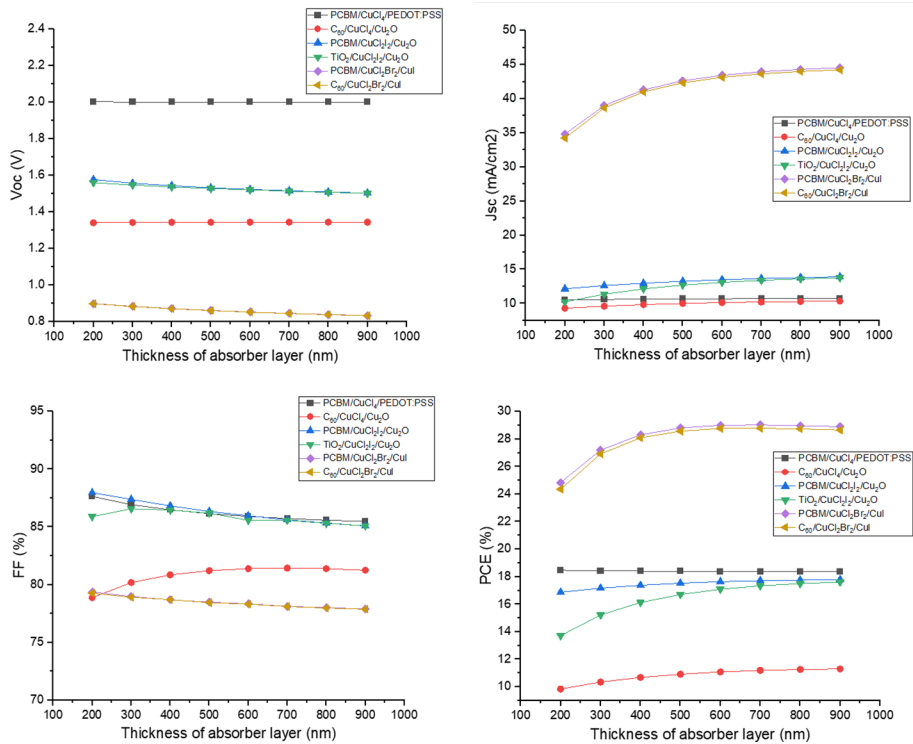 PCBM/CuCl₄/PEDOT:PSS
C₆₀/CuCl₄/Cu₂O
PCBM/CuCl₂I₂/Cu₂O
TiO₂/CuCl₂I₂/Cu₂O
PCBM/CuCl₂Br₂/CuI
C₆₀/CuCl₂Br₂/CuI
2.4
2.2
2.0
1.8
1.6
1.4
1.2
1.0
0.8
Voc (V)
100 200 300 400 500 600 700 800 900 1000
Thickness of absorber layer (nm)
50
45
40
35
30
25
20
15
10
Jsc (mA/cm2)
PCBM/CuCl₄/PEDOT:PSS
C₆₀/CuCl₄/Cu₂O
PCBM/CuCl₂I₂/Cu₂O
TiO₂/CuCl₂I₂/Cu₂O
PCBM/CuCl₂Br₂/CuI
C₆₀/CuCl₂Br₂/CuI
100 200 300 400 500 600 700 800 900 1000
Thickness of absorber layer (nm)
95
90
85
80
75
70
FF (%)
PCBM/CuCl₄/PEDOT:PSS
C₆₀/CuCl₄/Cu₂O
PCBM/CuCl₂I₂/Cu₂O
TiO₂/CuCl₂I₂/Cu₂O
PCBM/CuCl₂Br₂/CuI
C₆₀/CuCl₂Br₂/CuI
100 200 300 400 500 600 700 800 900 1000
Thickness of absorber layer (nm)
30
28
26
24
22
20
18
16
14
12
10
PCE (%)
PCBM/CuCl₄/PEDOT:PSS
C₆₀/CuCl₄/Cu₂O
PCBM/CuCl₂I₂/Cu₂O
TiO₂/CuCl₂I₂/Cu₂O
PCBM/CuCl₂Br₂/CuI
C₆₀/CuCl₂Br₂/CuI
100 200 300 400 500 600 700 800 900 1000
Thickness of absorber layer (nm)